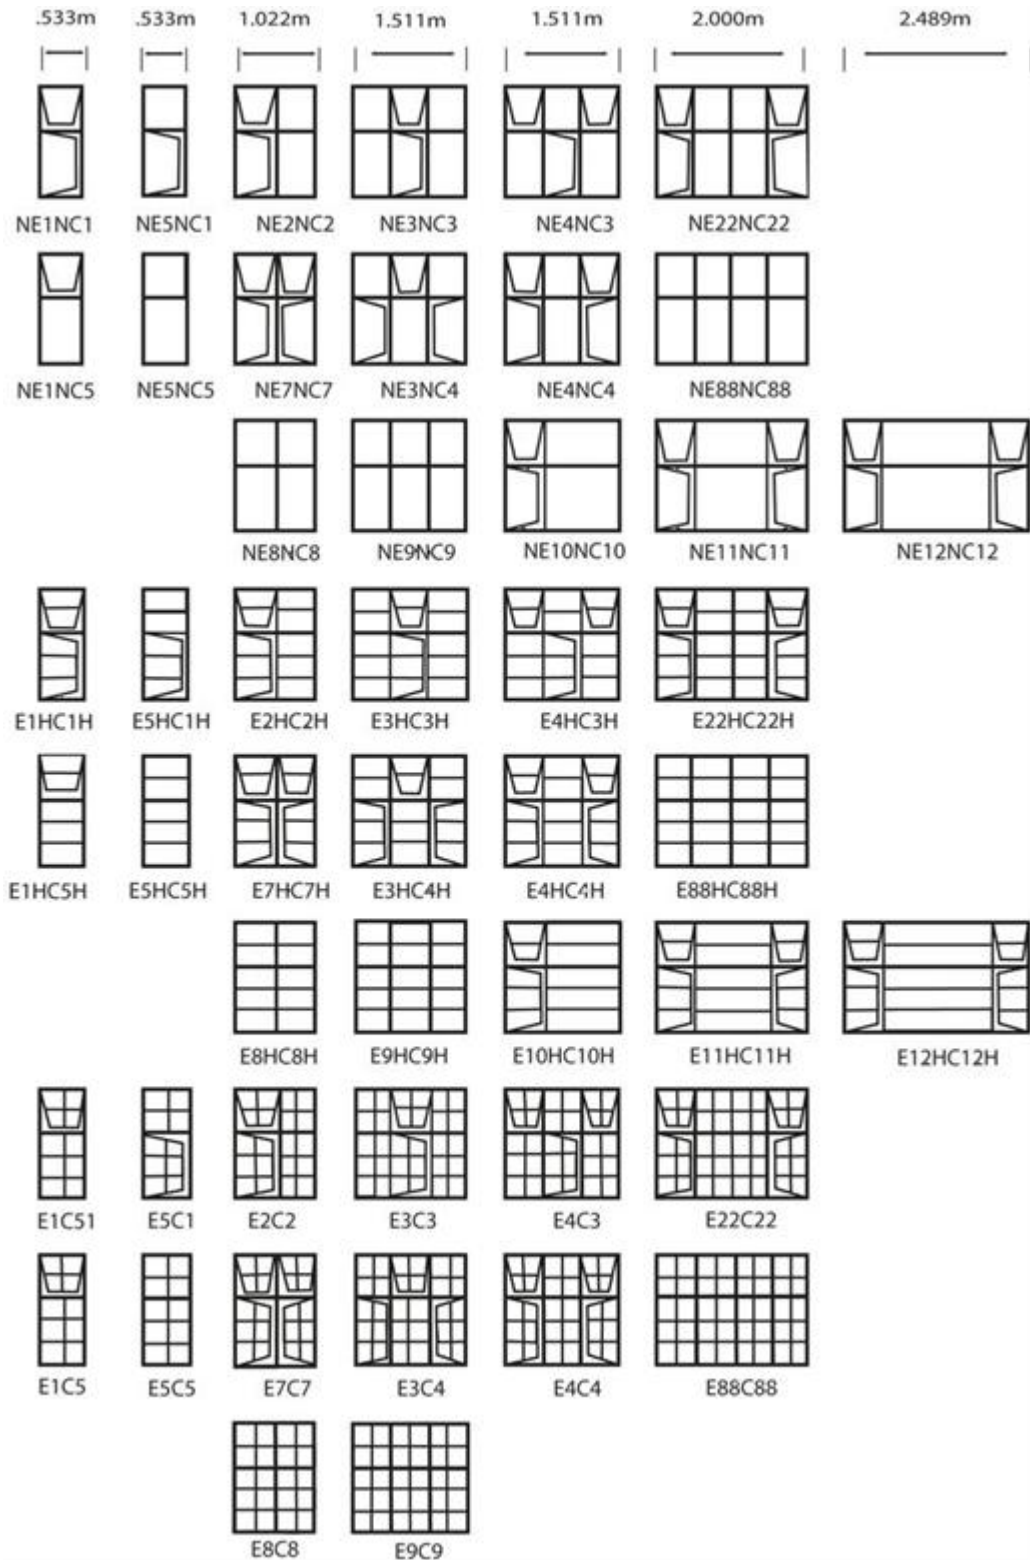 .533m .533m 1.022m 1.511m 1.511m 2.000m 2.489m
NE1NC1 NE5NC1 NE2NC2 NE3NC3 NE4NC3 NE22NC22
NE1NC5 NE5NC5 NE7NC7 NE3NC4 NE4NC4 NE88NC88
NE8NC8 NE9NC9 NE10NC10 NE11NC11 NE12NC12
E1HC1H E5HC1H E2HC2H E3HC3H E4HC3H E22HC22H
E1HC5H E5HC5H E7HC7H E3HC4H E4HC4H E88HC88H
E8HC8H E9HC9H E10HC10H E11HC11H E12HC12H
E1C51 E5C1 E2C2 E3C3 E4C3 E22C22
E1C5 E5C5 E7C7 E3C4 E4C4 E88C88
E8C8 E9C9